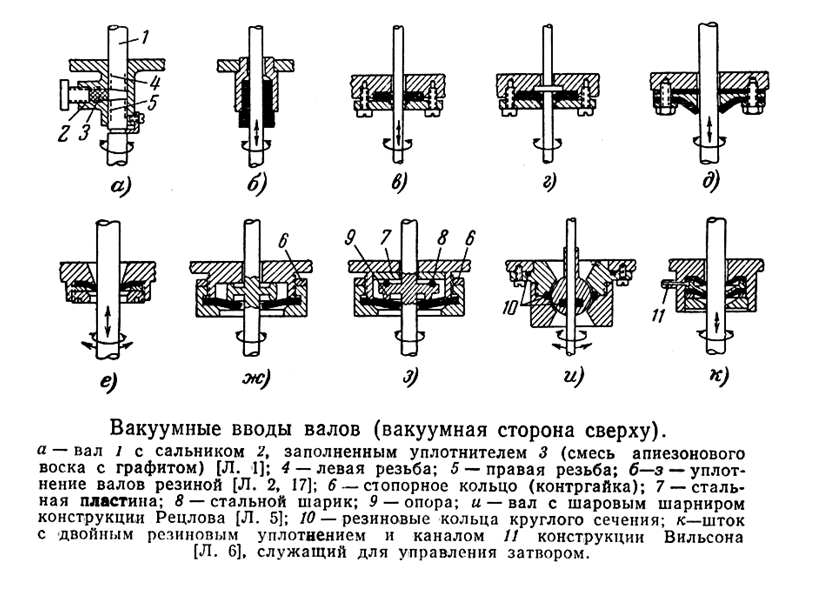 1
4
5
2
3
а)
б)
в)
г)
д)
6
9
7
8
6
10
11
е)
ж)
з)
и)
к)
Вакуумные вводы валов (вакуумная сторона сверху).
а — вал 1 с сальником 2, заполненным уплотнителем 3 (смесь апиезонового
воска с графитом) [Л. 1]; 4 — левая резьба; 5 — правая резьба; б—з — уплот-
нение валов резиной [Л. 2, 17]; 6 — стопорное кольцо (контргайка); 7 — сталь-
ная пластина; 8 — стальной шарик; 9 — опора; и — вал с шаровым шарниром
конструкции Рецлова [Л. 5]; 10 — резиновые кольца круглого сечения; к—шток
с двойным резиновым уплотнением и каналом 11 конструкции Вильсона
[Л. 6], служащий для управления затвором.